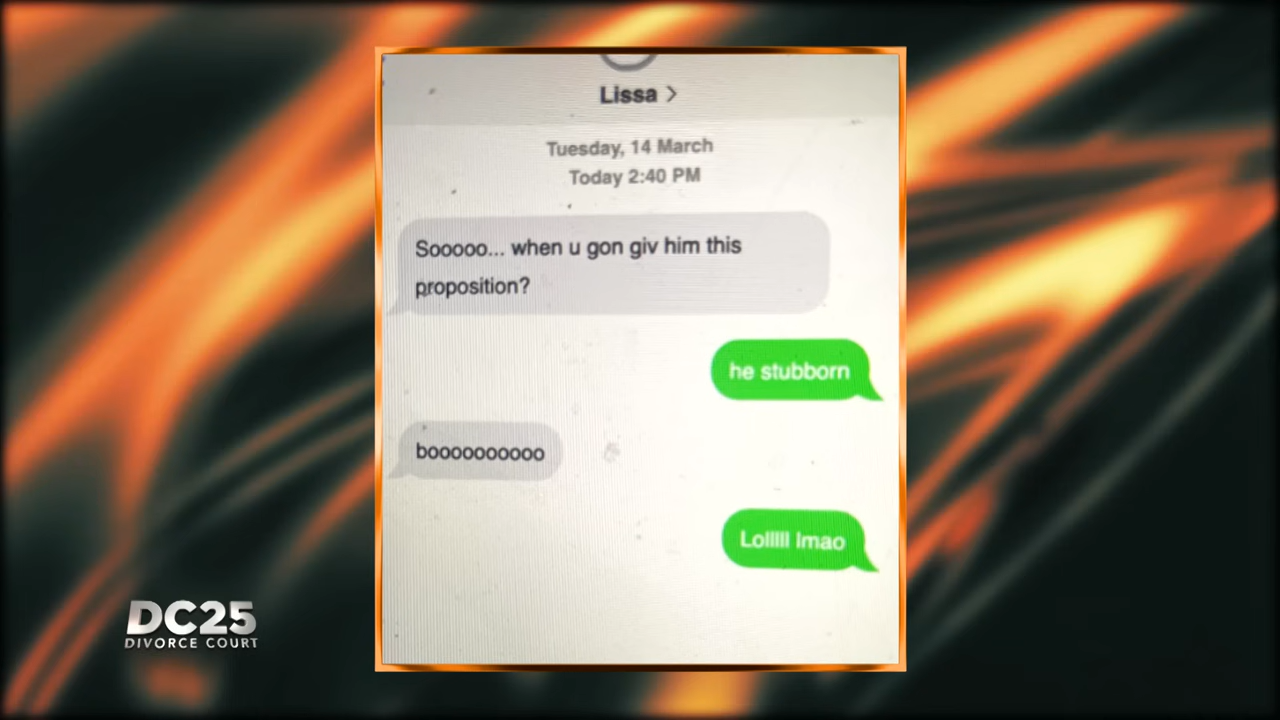 Lissa >
Tuesday, 14 March
Today 2:40 PM
Sooooo... when u gon giv him this
proposition?
he stubborn
boooooooooo
Lolllll lmao
DC25
DIVORCE COURT